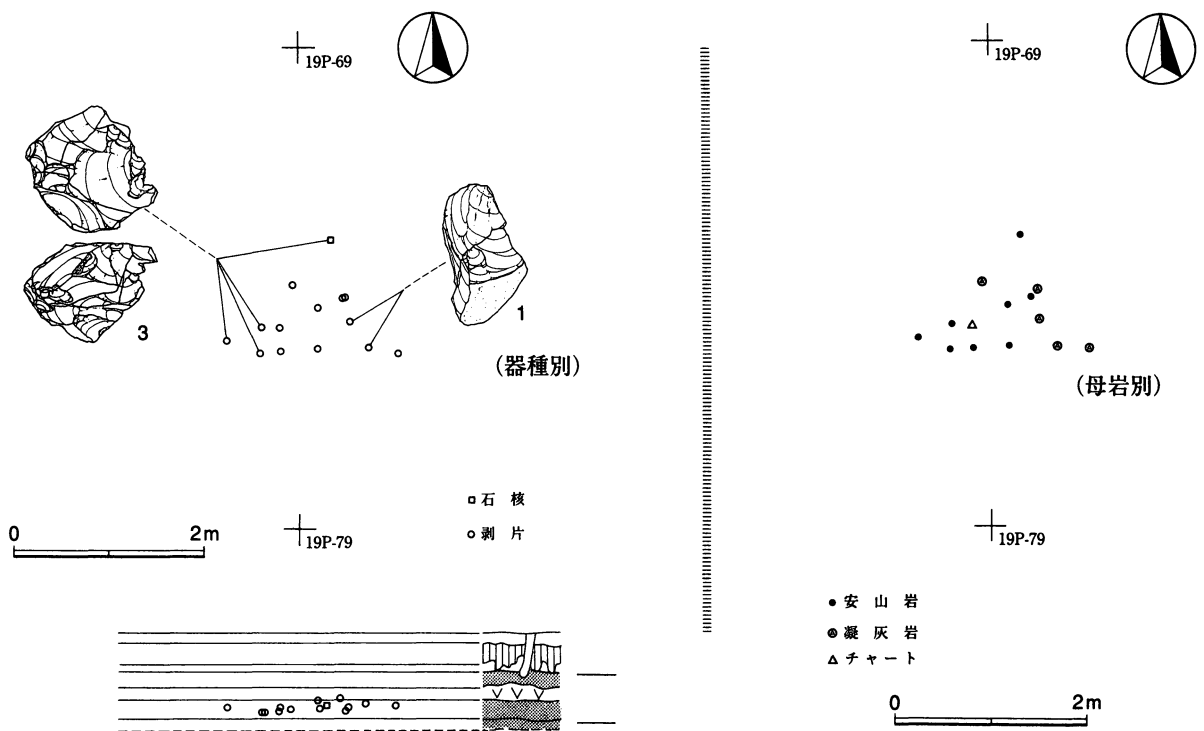 19P-69
3
1
(器種別)
□ 石 核
○ 剥 片
0 2m
19P-79
19P-69
(母岩別)
19P-79
● 安 山 岩
凝 灰 岩
△ チャート
0 2m